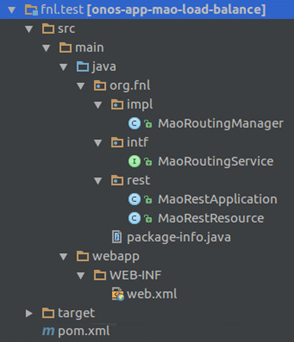 fnl.test [onos-app-mao-load-balance]
src
main
java
org.fnl
impl
MaoRoutingManager
intf
MaoRoutingService
rest
MaoRestApplication
MaoRestResource
package-info.java
webapp
WEB-INF
web.xml
target
pom.xml